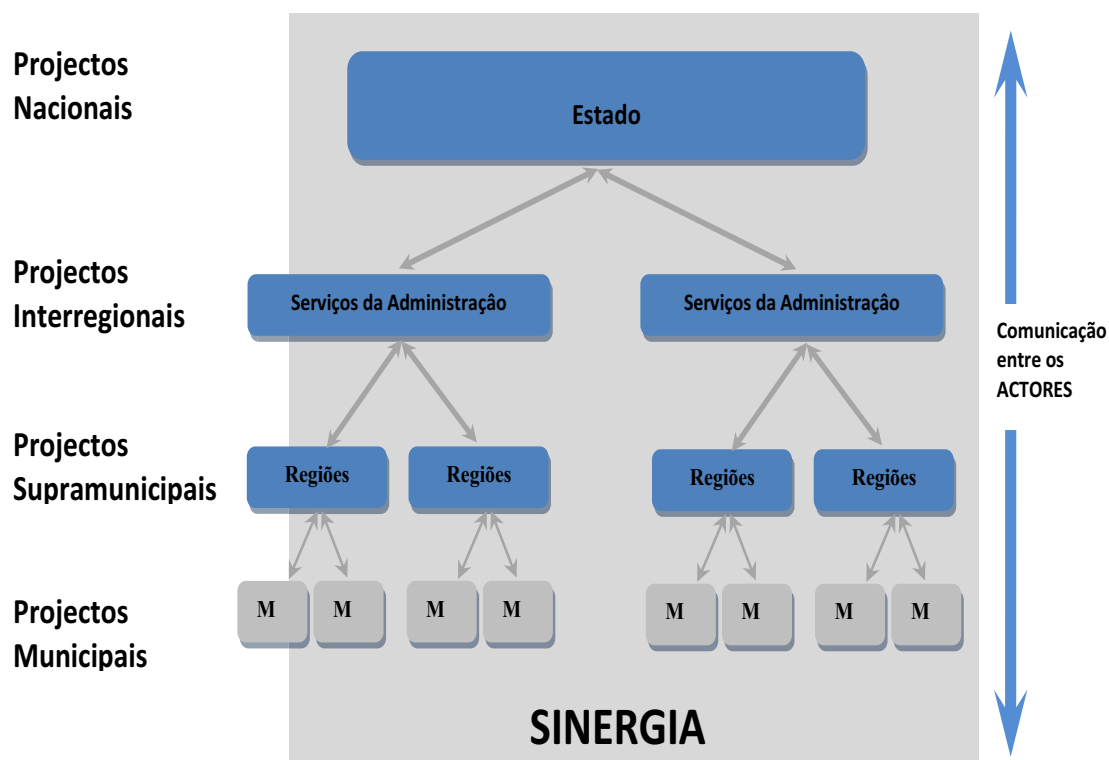 Projectos
Nacionais
Estado
Projectos
Interregionais
Serviços da Administraçâo
Serviços da Administraçâo
Comunicação
entre os
ACTORES
Projectos
Supramunicipais
Regiões
Regiões
Regiões
Regiões
Projectos
Municipais
M
M
M
M
M
M
M
M
SINERGIA